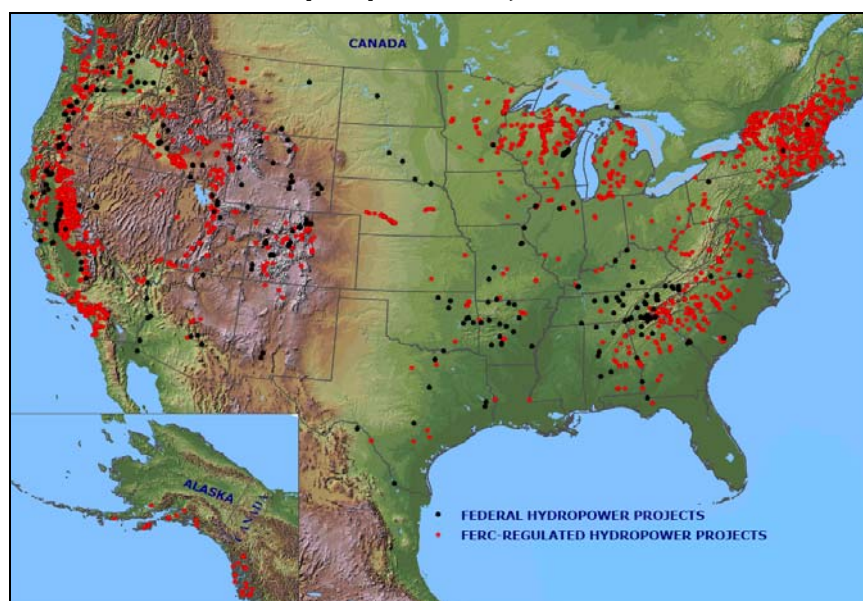 CANADA
ALASKA
CANADA
FEDERAL HYDROPOWER PROJECTS
FERC-REGULATED HYDROPOWER PROJECTS